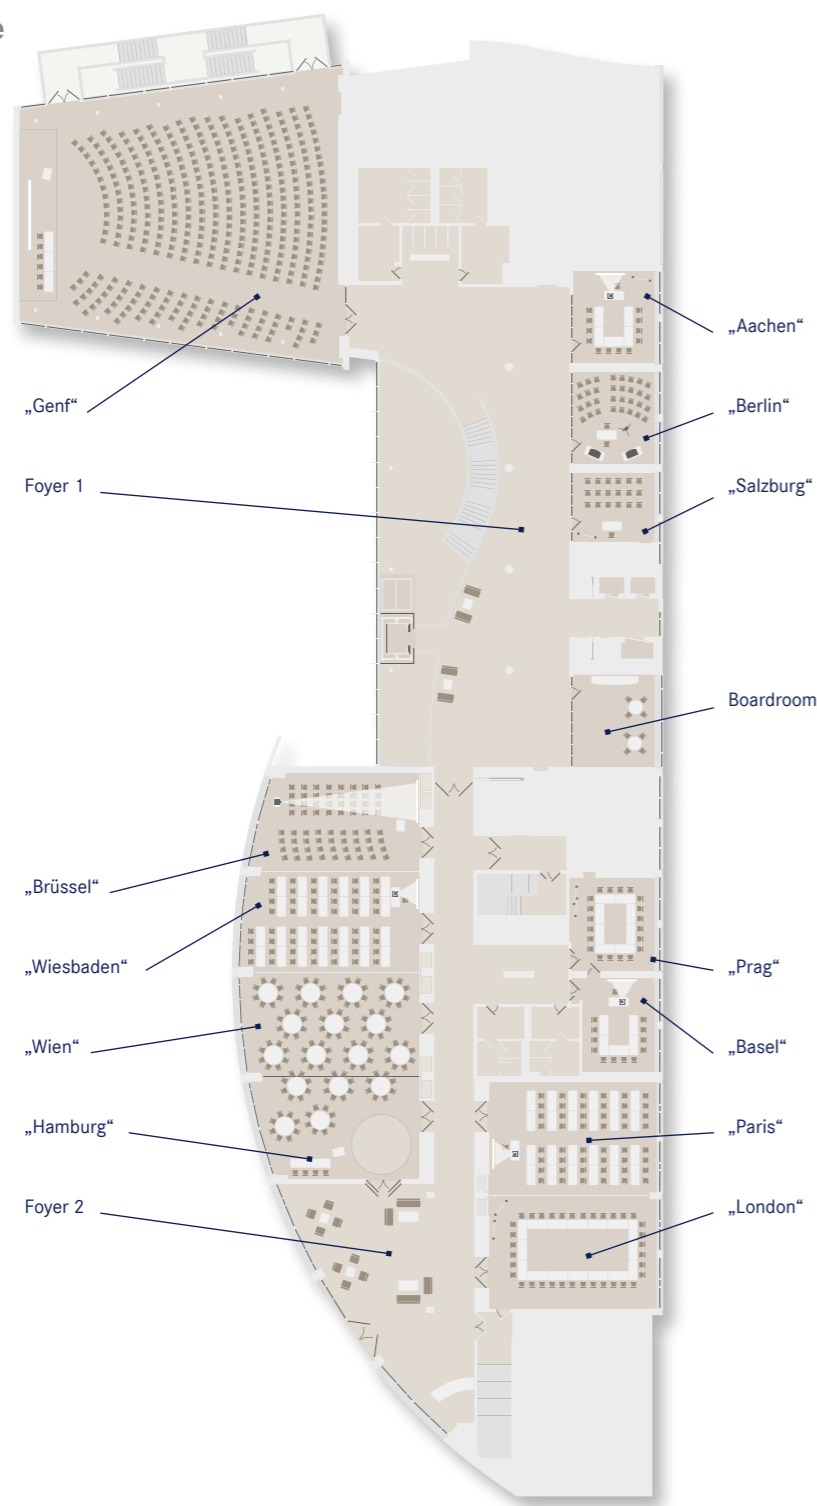 e
„Genf“
Foyer 1
„Aachen“
„Berlin“
„Salzburg“
Boardroom
„Brüssel“
„Wiesbaden“
„Wien“
„Hamburg“
Foyer 2
„Prag“
„Basel“
„Paris“
„London“